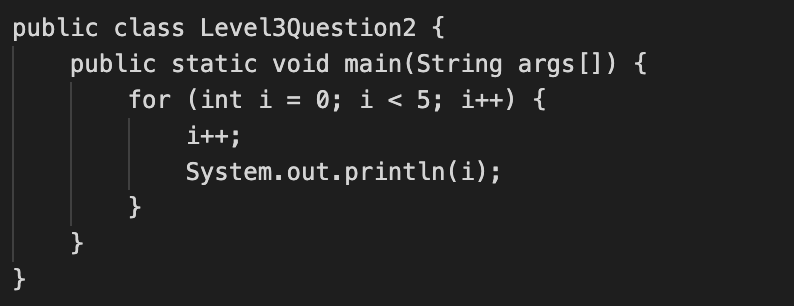 public class Level3Question2 {
    public static void main(String args[]) {
        for (int i = 0; i < 5; i++) {
            i++;
            System.out.println(i);
        }
    }
}